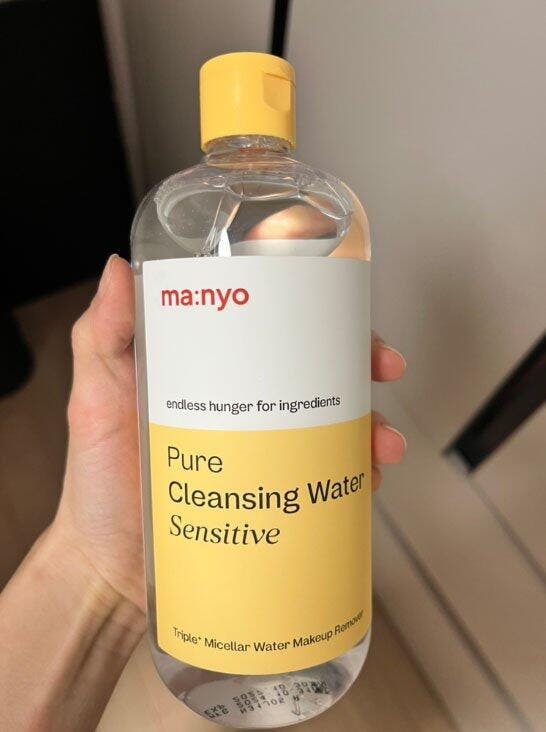 ma:nyo
endless hunger for ingredients
Pure
Cleansing Water
Sensitive
Triple* Micellar Water Makeup Remover